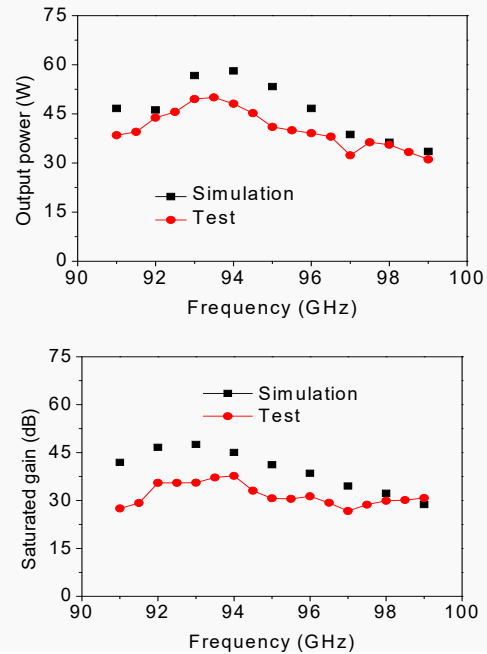 75
60
45
30
15
0
Output power (W)
Simulation
Test
90 92 94 96 98 100
Frequency (GHz)
75
60
45
30
15
0
Saturated gain (dB)
Simulation
Test
90 92 94 96 98 100
Frequency (GHz)